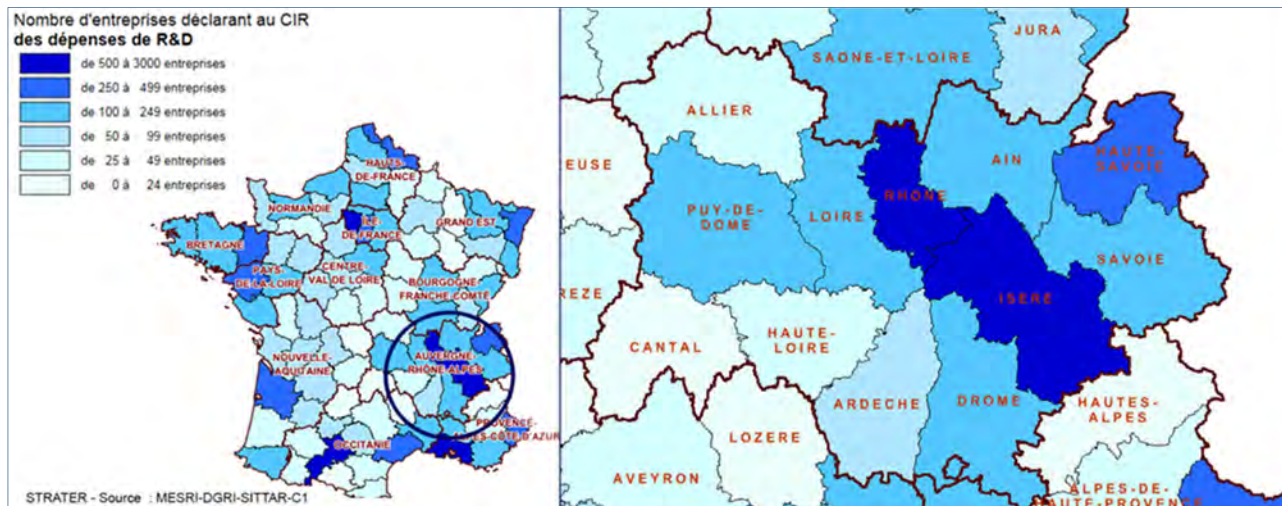 Nombre d'entreprises déclarant au CIR
des dépenses de R&D
de 500 à 3000 entreprises
de 250 à 499 entreprises
de 100 à 249 entreprises
de 50 à 99 entreprises
de 25 à 49 entreprises
de 0 à 24 entreprises
HAUTS-
DE-FRANCE
NORMANDIE
ÎLE-
DE-FRANCE
GRAND EST
BRETAGNE
PAYS-
DE-LA-LOIRE
CENTRE-
VAL DE LOIRE
BOURGOGNE-
FRANCHE-COMTÉ
NOUVELLE-
AQUITAINE
AUVERGNE-
RHÔNE-ALPES
OCCITANIE
PROVENCE-
ALPES-CÔTE D'AZUR
STRATER - Source : MESRI-DGRI-SITTAR-C1
JURA
SAONE-ET-LOIRE
ALLIER
AIN
HAUTE-
SAVOIE
EUSE
RHÔNE
PUY-DE-
DOME
LOIRE
SAVOIE
REZE
ISERE
CANTAL
HAUTE-
LOIRE
ARDECHE
DROME
HAUTES-
ALPES
LOZERE
AVEYRON
ALPES-DE-
HAUTE-PROVENCE